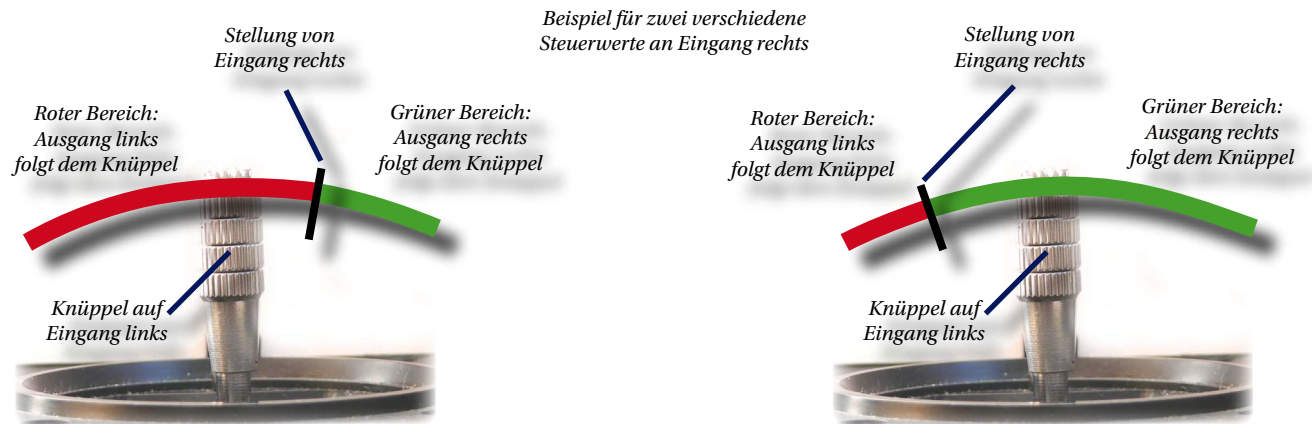 Beispiel für zwei verschiedene
Steuerwerte an Eingang rechts
Stellung von
Eingang rechts
Roter Bereich:
Ausgang links
folgt dem Knüppel
Grüner Bereich:
Ausgang rechts
folgt dem Knüppel
Knüppel auf
Eingang links
Stellung von
Eingang rechts
Roter Bereich:
Ausgang links
folgt dem Knüppel
Grüner Bereich:
Ausgang rechts
folgt dem Knüppel
Knüppel auf
Eingang links